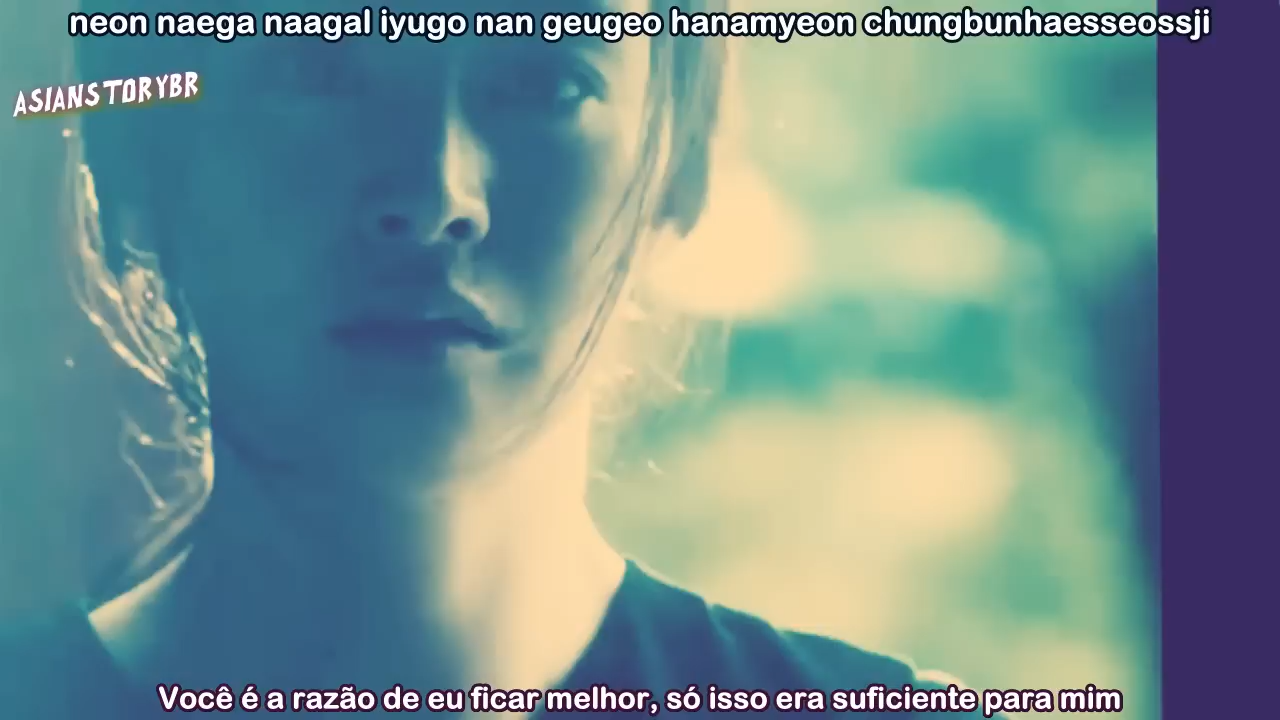 neon naega naagal iyugo nan geugeo hanamyeon chungbunhaesseossji
ASIANSTORYBR
Você é a razão de eu ficar melhor, só isso era suficiente para mim